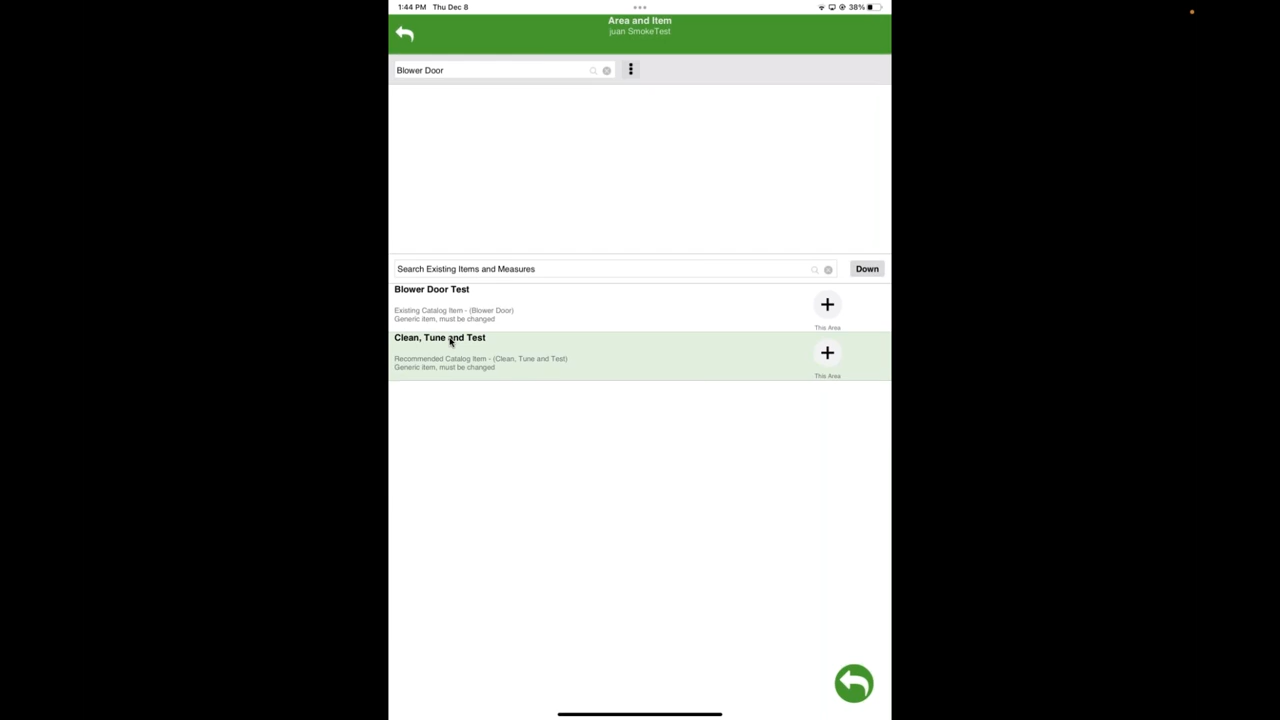 1:44 PM Thu Dec 8
38%
Area and Item
juan SmokeTest
Blower Door
Search Existing Items and Measures
Down
Blower Door Test
Existing Catalog Item - (Blower Door)
Generic item, must be changed
This Area
Clean, Tune and Test
Recommended Catalog Item - (Clean, Tune and Test)
Generic item, must be changed
This Area